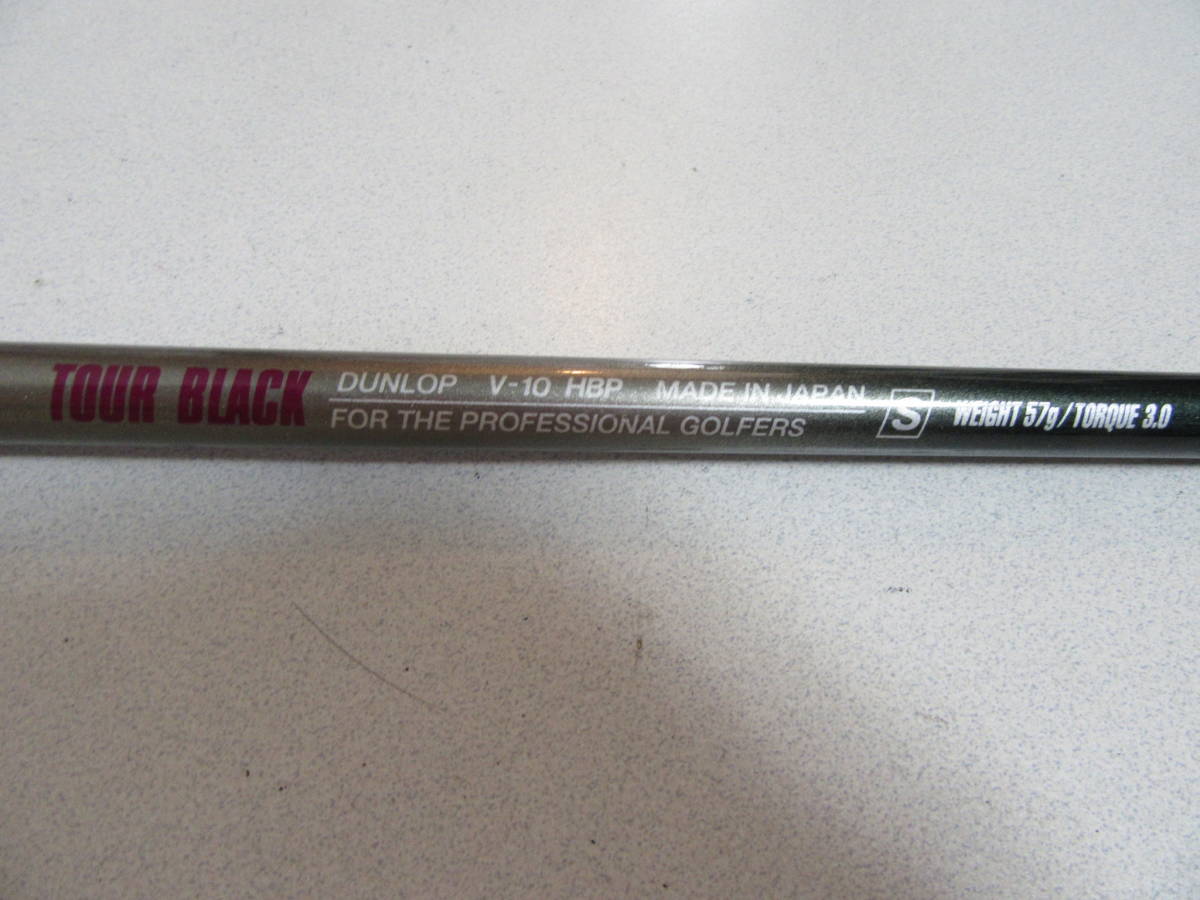 TOUR BLACK
DUNLOP V-10 HBP MADE IN JAPAN
FOR THE PROFESSIONAL GOLFERS
S
WEIGHT 57g/TORQUE 3.0